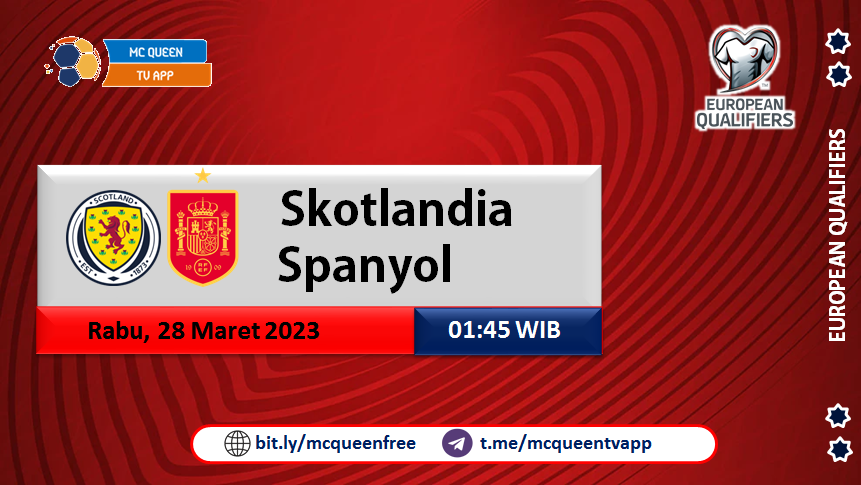 MC QUEEN
TV APP
EUROPEAN
QUALIFIERS
EUROPEAN QUALIFIERS
SCOTLAND
EST. 1873
Skotlandia
Spanyol
Rabu, 28 Maret 2023
01:45 WIB
bit.ly/mcqueenfree
t.me/mcqueentvapp